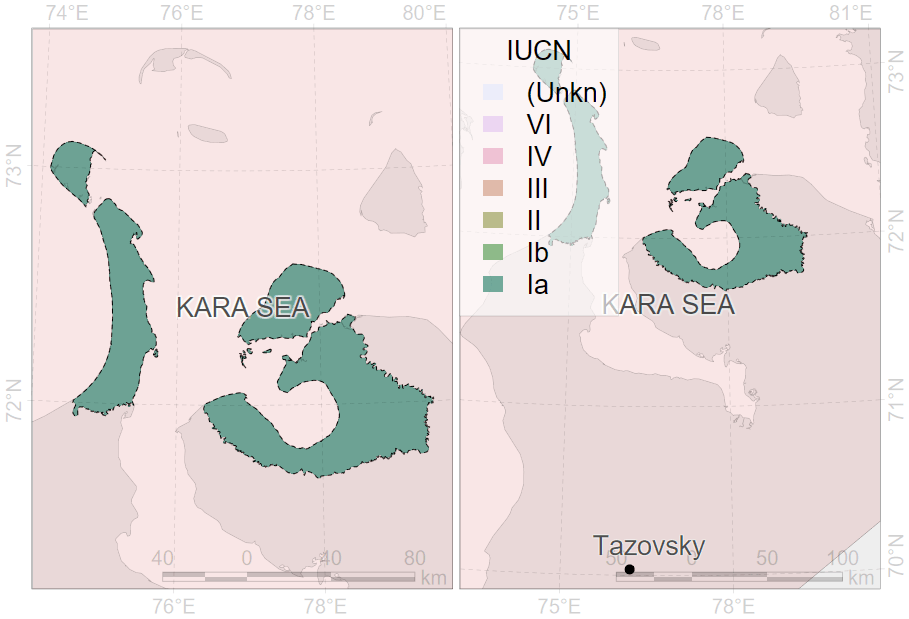 74°E 76°E 78°E 80°E 75°E 78°E 81°E
IUCN
(Unkn)
VI
IV
III
II
Ib
Ia
73°N
72°N
KARA SEA
40 0 40 80
km
76°E 78°E
73°N
72°N
71°N
70°N
KARA SEA
Tazovsky
50 0 50 100
km
75°E 78°E